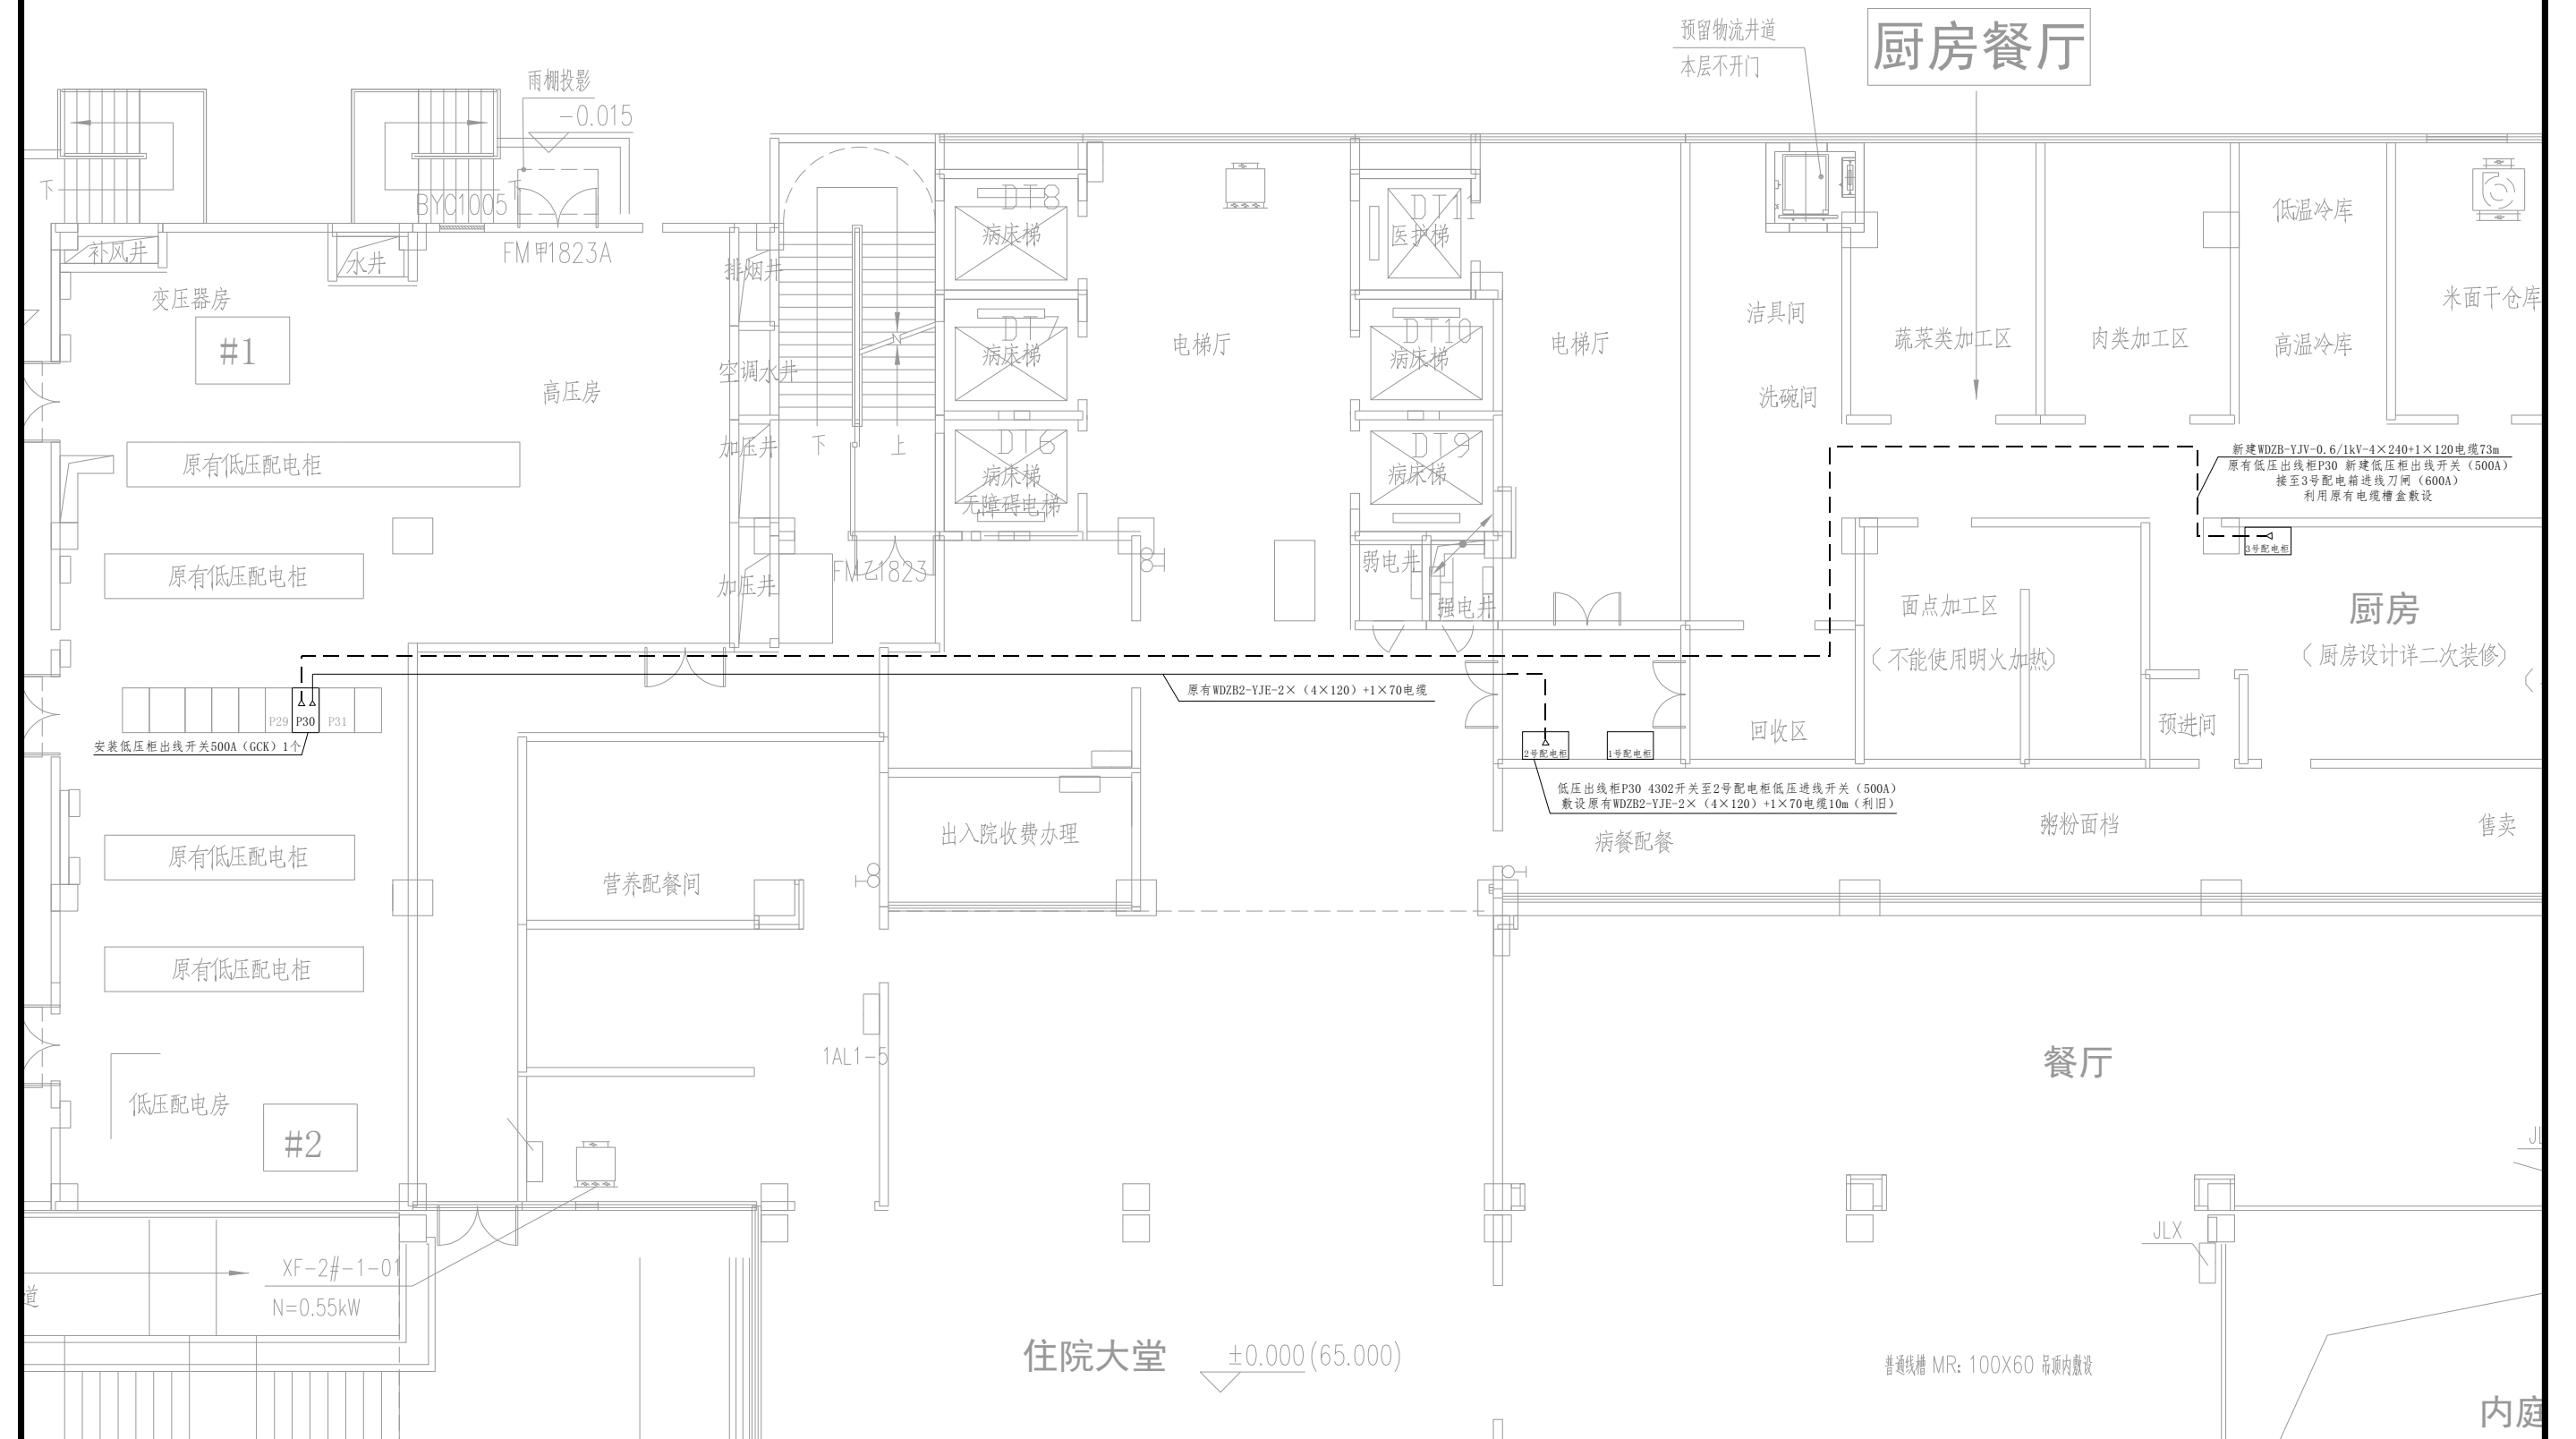 预留物流井道
本层不开门
厨房餐厅
雨棚投影
-0.015
下
下
BYC1005
FM甲1823A
补风井
水井
变压器房
#1
高压房
排烟井
空调水井
加压井
加压井
下
上
FM乙1823
DT8
病床梯
DT7
病床梯
DT6
病床梯
无障碍电梯
电梯厅
DT11
医护梯
DT10
病床梯
DT9
病床梯
弱电井
强电井
电梯厅
洁具间
洗碗间
蔬菜类加工区
肉类加工区
低温冷库
高温冷库
米面干仓库
新建WDZB-YJV-0.6/1kV-4×240+1×120电缆73m
原有低压出线柜P30 新建低压柜出线开关（500A）
接至3号配电箱进线刀闸（600A）
利用原有电缆槽盒敷设
3号配电柜
原有低压配电柜
原有低压配电柜
面点加工区
（不能使用明火加热）
厨房
（厨房设计详二次装修）
P29
P30
P31
安装低压柜出线开关500A（GCK）1个
原有WDZB2-YJE-2×（4×120）+1×70电缆
回收区
预进间
2号配电柜
1号配电柜
低压出线柜P30 4302开关至2号配电柜低压进线开关（500A）
敷设原有WDZB2-YJE-2×（4×120）+1×70电缆10m（利旧）
病餐配餐
粥粉面档
售卖
出入院收费办理
营养配餐间
原有低压配电柜
原有低压配电柜
1AL1-5
餐厅
低压配电房
#2
JL
JLX
XF-2#-1-01
N=0.55kW
道
住院大堂
±0.000(65.000)
普通线槽 MR: 100X60 吊顶内敷设
内庭